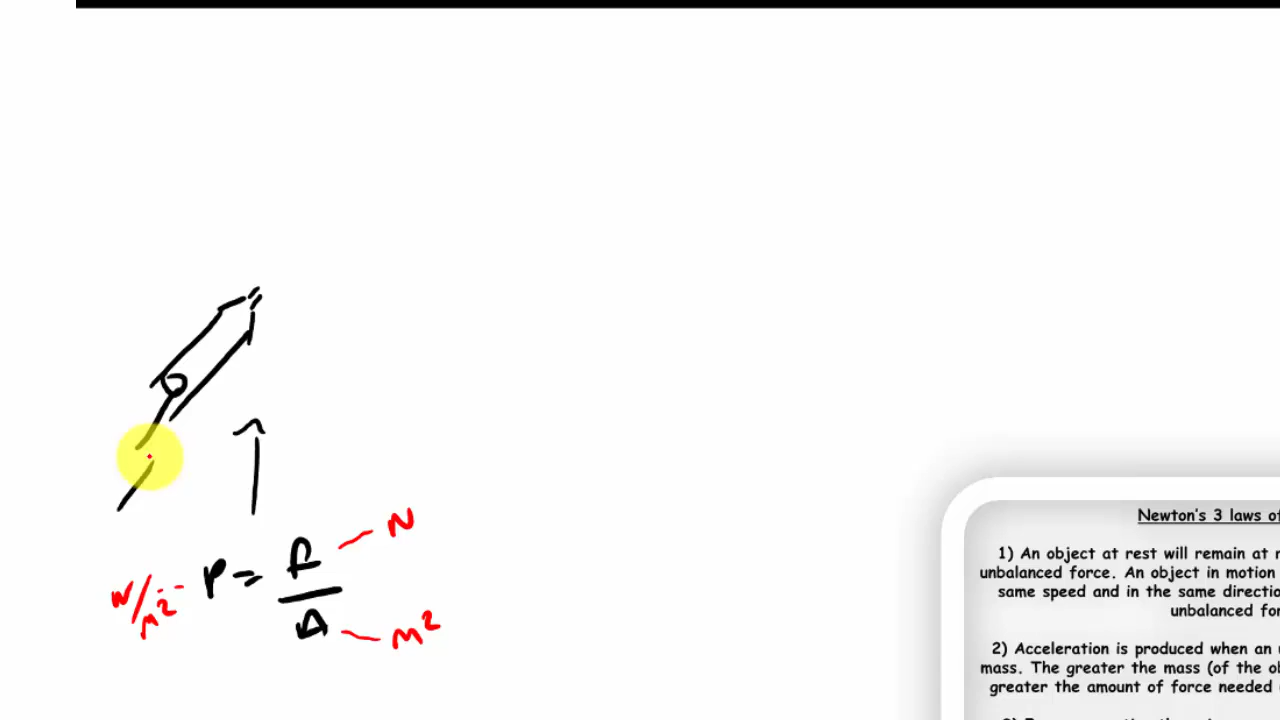 P = F / A
N
m²
N/m²
Newton's 3 laws of
1) An object at rest will remain at r
unbalanced force. An object in motion
same speed and in the same direction
unbalanced for
2) Acceleration is produced when an
mass. The greater the mass (of the ob
greater the amount of force needed